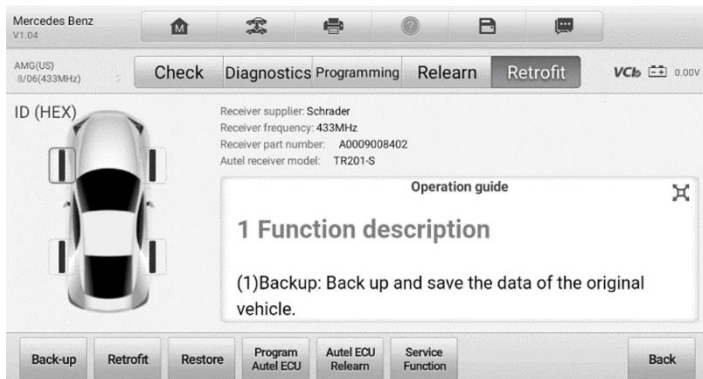 Mercedes Benz
V1.04
M
AMG(US)
8/06(433MHz)
Check
Diagnostics
Programming
Relearn
Retrofit
VCI
0.00V
ID (HEX)
Receiver supplier: Schrader
Receiver frequency: 433MHz
Receiver part number: A0009008402
Autel receiver model: TR201-S
Operation guide
1 Function description
(1)Backup: Back up and save the data of the original
vehicle.
Back-up
Retrofit
Restore
Program
Autel ECU
Autel ECU
Relearn
Service
Function
Back